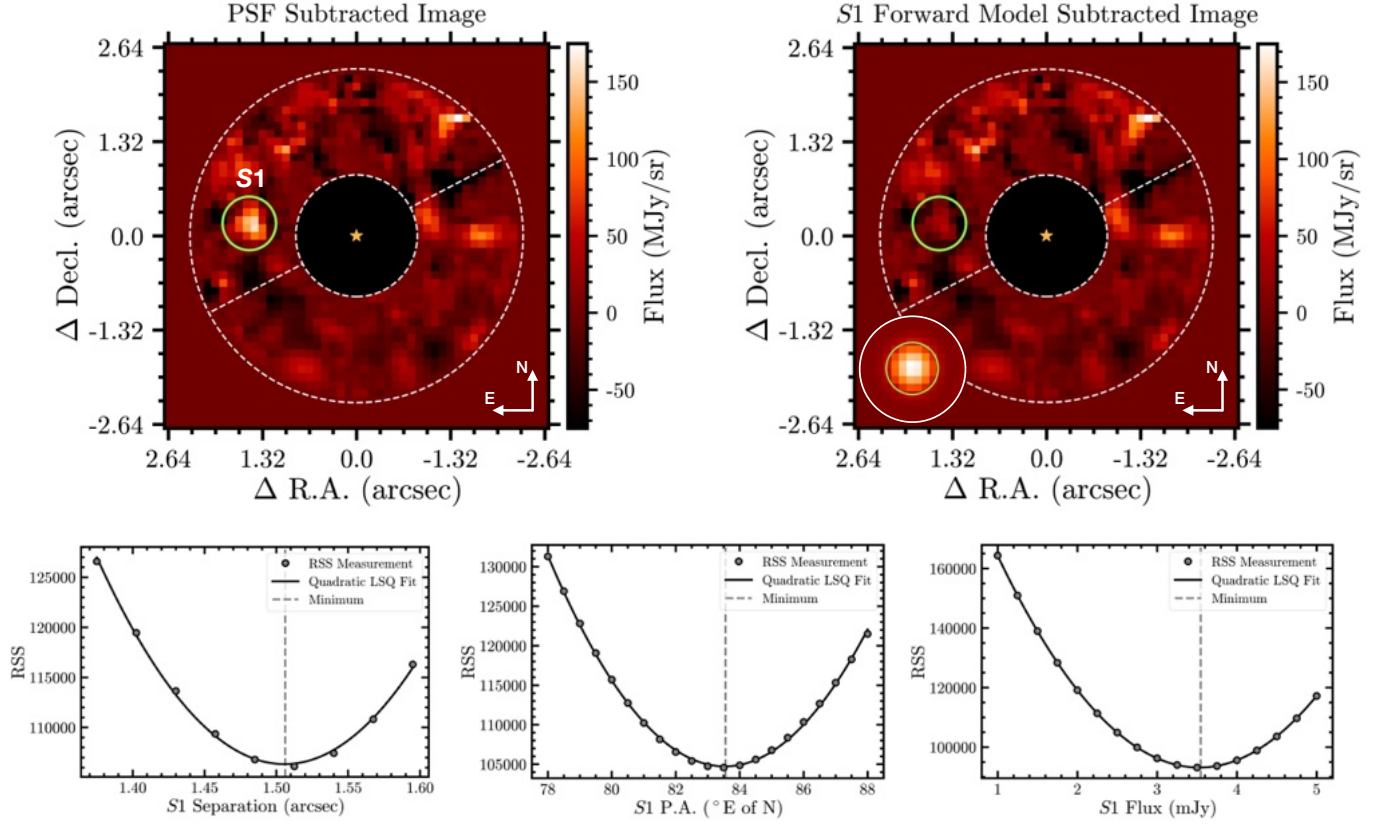 PSF Subtracted Image
2.64
1.32
0.0
-1.32
-2.64
Δ Decl. (arcsec)
S1
N
E
2.64 1.32 0.0 -1.32 -2.64
Δ R.A. (arcsec)
150
100
50
0
-50
Flux (MJy/sr)
S1 Forward Model Subtracted Image
2.64
1.32
0.0
-1.32
-2.64
Δ Decl. (arcsec)
N
E
2.64 1.32 0.0 -1.32 -2.64
Δ R.A. (arcsec)
150
100
50
0
-50
Flux (MJy/sr)
RSS
125000
120000
115000
110000
RSS Measurement
Quadratic LSQ Fit
Minimum
1.40 1.45 1.50 1.55 1.60
S1 Separation (arcsec)
RSS
130000
125000
120000
115000
110000
105000
RSS Measurement
Quadratic LSQ Fit
Minimum
78 80 82 84 86 88
S1 P.A. (°E of N)
RSS
160000
140000
120000
100000
RSS Measurement
Quadratic LSQ Fit
Minimum
1 2 3 4 5
S1 Flux (mJy)